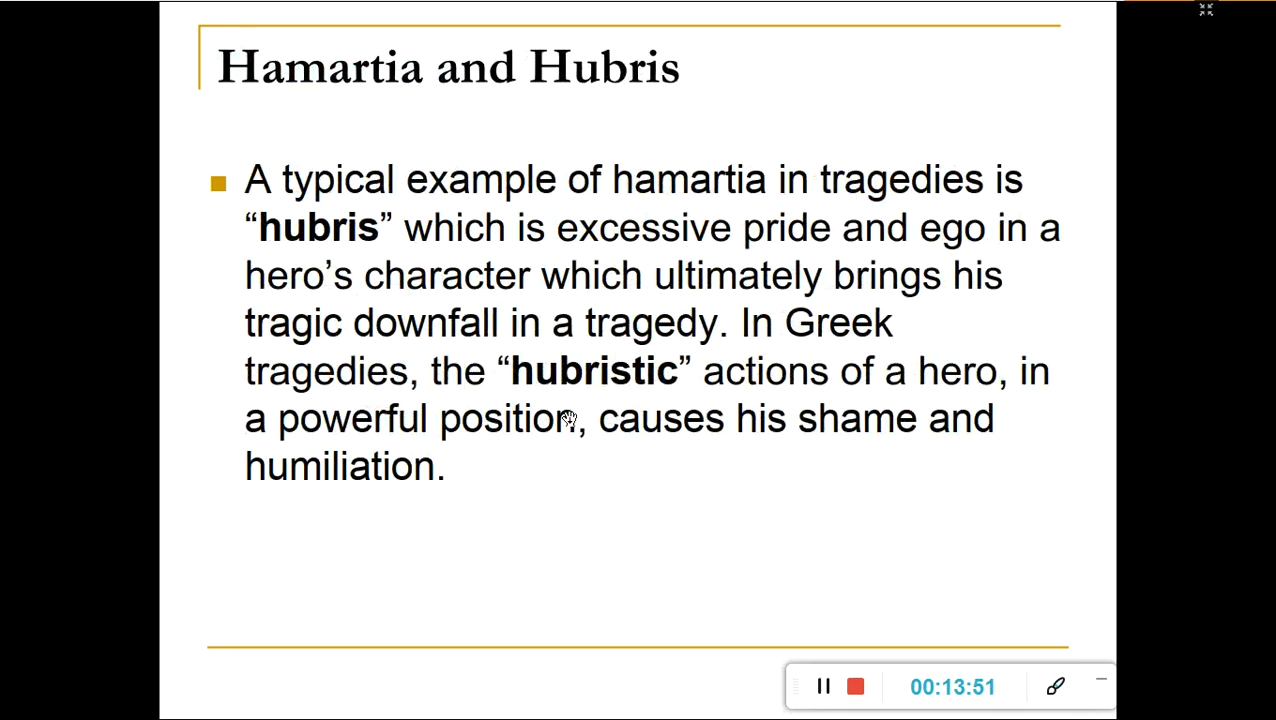 Hamartia and Hubris
A typical example of hamartia in tragedies is
“hubris” which is excessive pride and ego in a
hero’s character which ultimately brings his
tragic downfall in a tragedy. In Greek
tragedies, the “hubristic” actions of a hero, in
a powerful position, causes his shame and
humiliation.
00:13:51